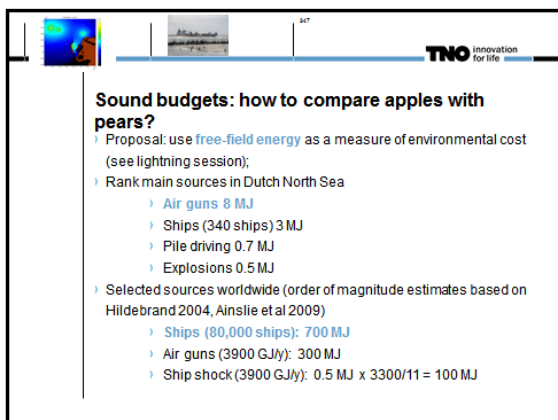 947
TNO innovation
for life
Sound budgets: how to compare apples with
pears?
Proposal: use free-field energy as a measure of environmental cost
(see lightning session);
Rank main sources in Dutch North Sea
Air guns 8 MJ
Ships (340 ships) 3 MJ
Pile driving 0.7 MJ
Explosions 0.5 MJ
Selected sources worldwide (order of magnitude estimates based on
Hildebrand 2004, Ainslie et al 2009)
Ships (80,000 ships): 700 MJ
Air guns (3900 GJ/y): 300 MJ
Ship shock (3900 GJ/y): 0.5 MJ x 3300/11 = 100 MJ